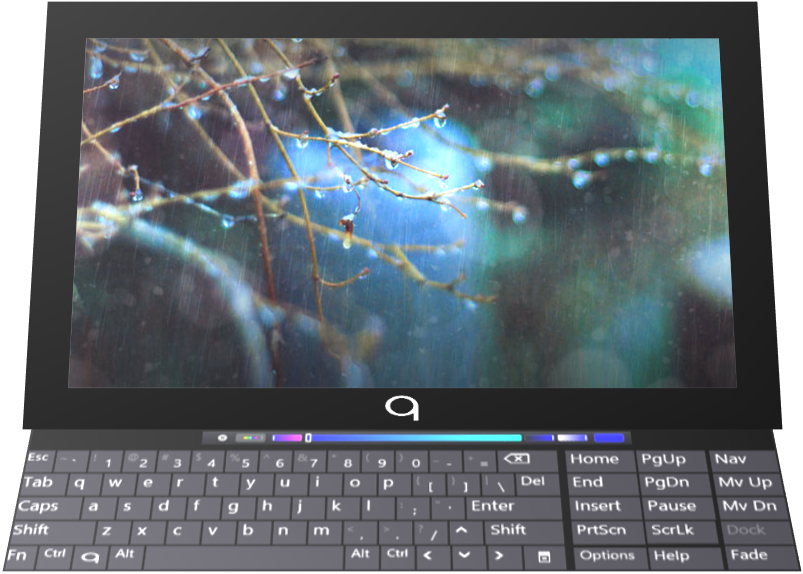 Esc ~ ` ! 1 @ 2 # 3 $ 4 % 5 ^ 6 & 7 * 8 ( 9 ) 0 _ - + = Home PgUp Nav
Tab q w e r t y u i o p { [ } ] | \ Del End PgDn Mv Up
Caps a s d f g h j k l : ; " ' Enter Insert Pause Mv Dn
Shift z x c v b n m < , > . ? / ^ Shift PrtScn ScrLk Dock
Fn Ctrl Alt Alt Ctrl Options Help Fade